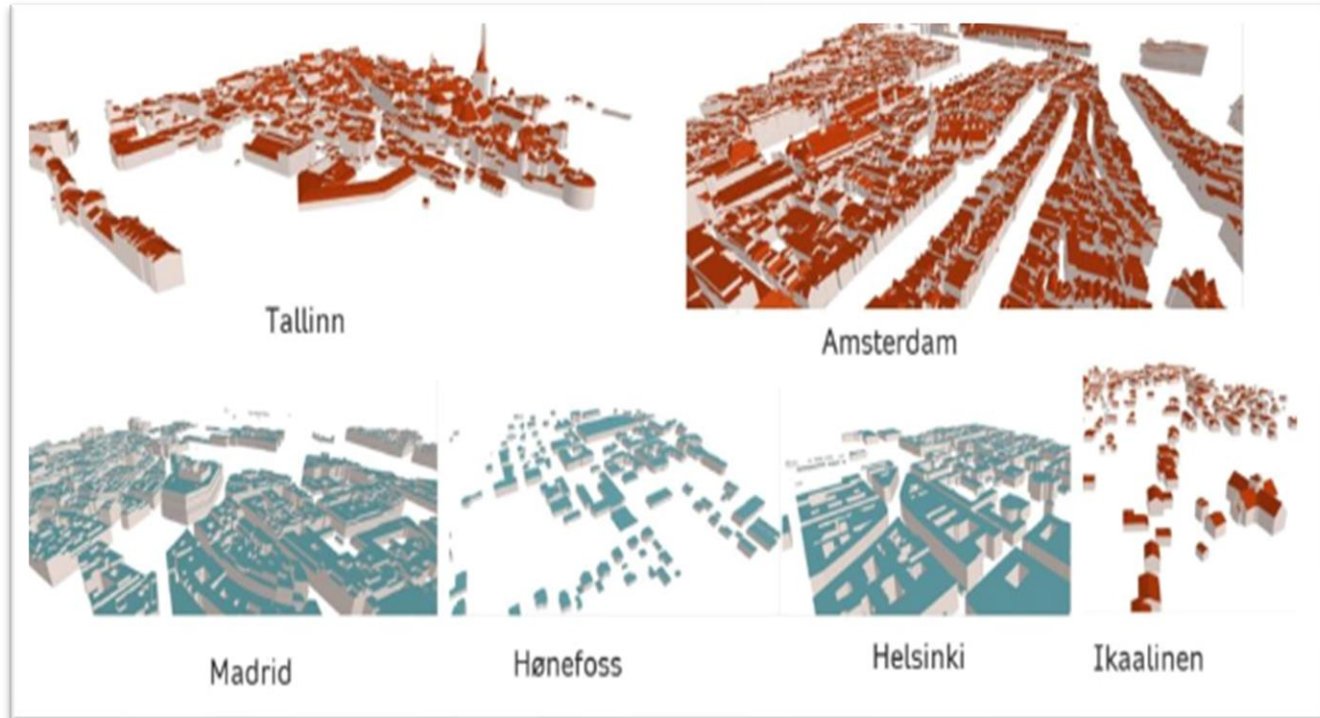 Tallinn
Amsterdam
Madrid
Hønefoss
Helsinki
Ikaalinen